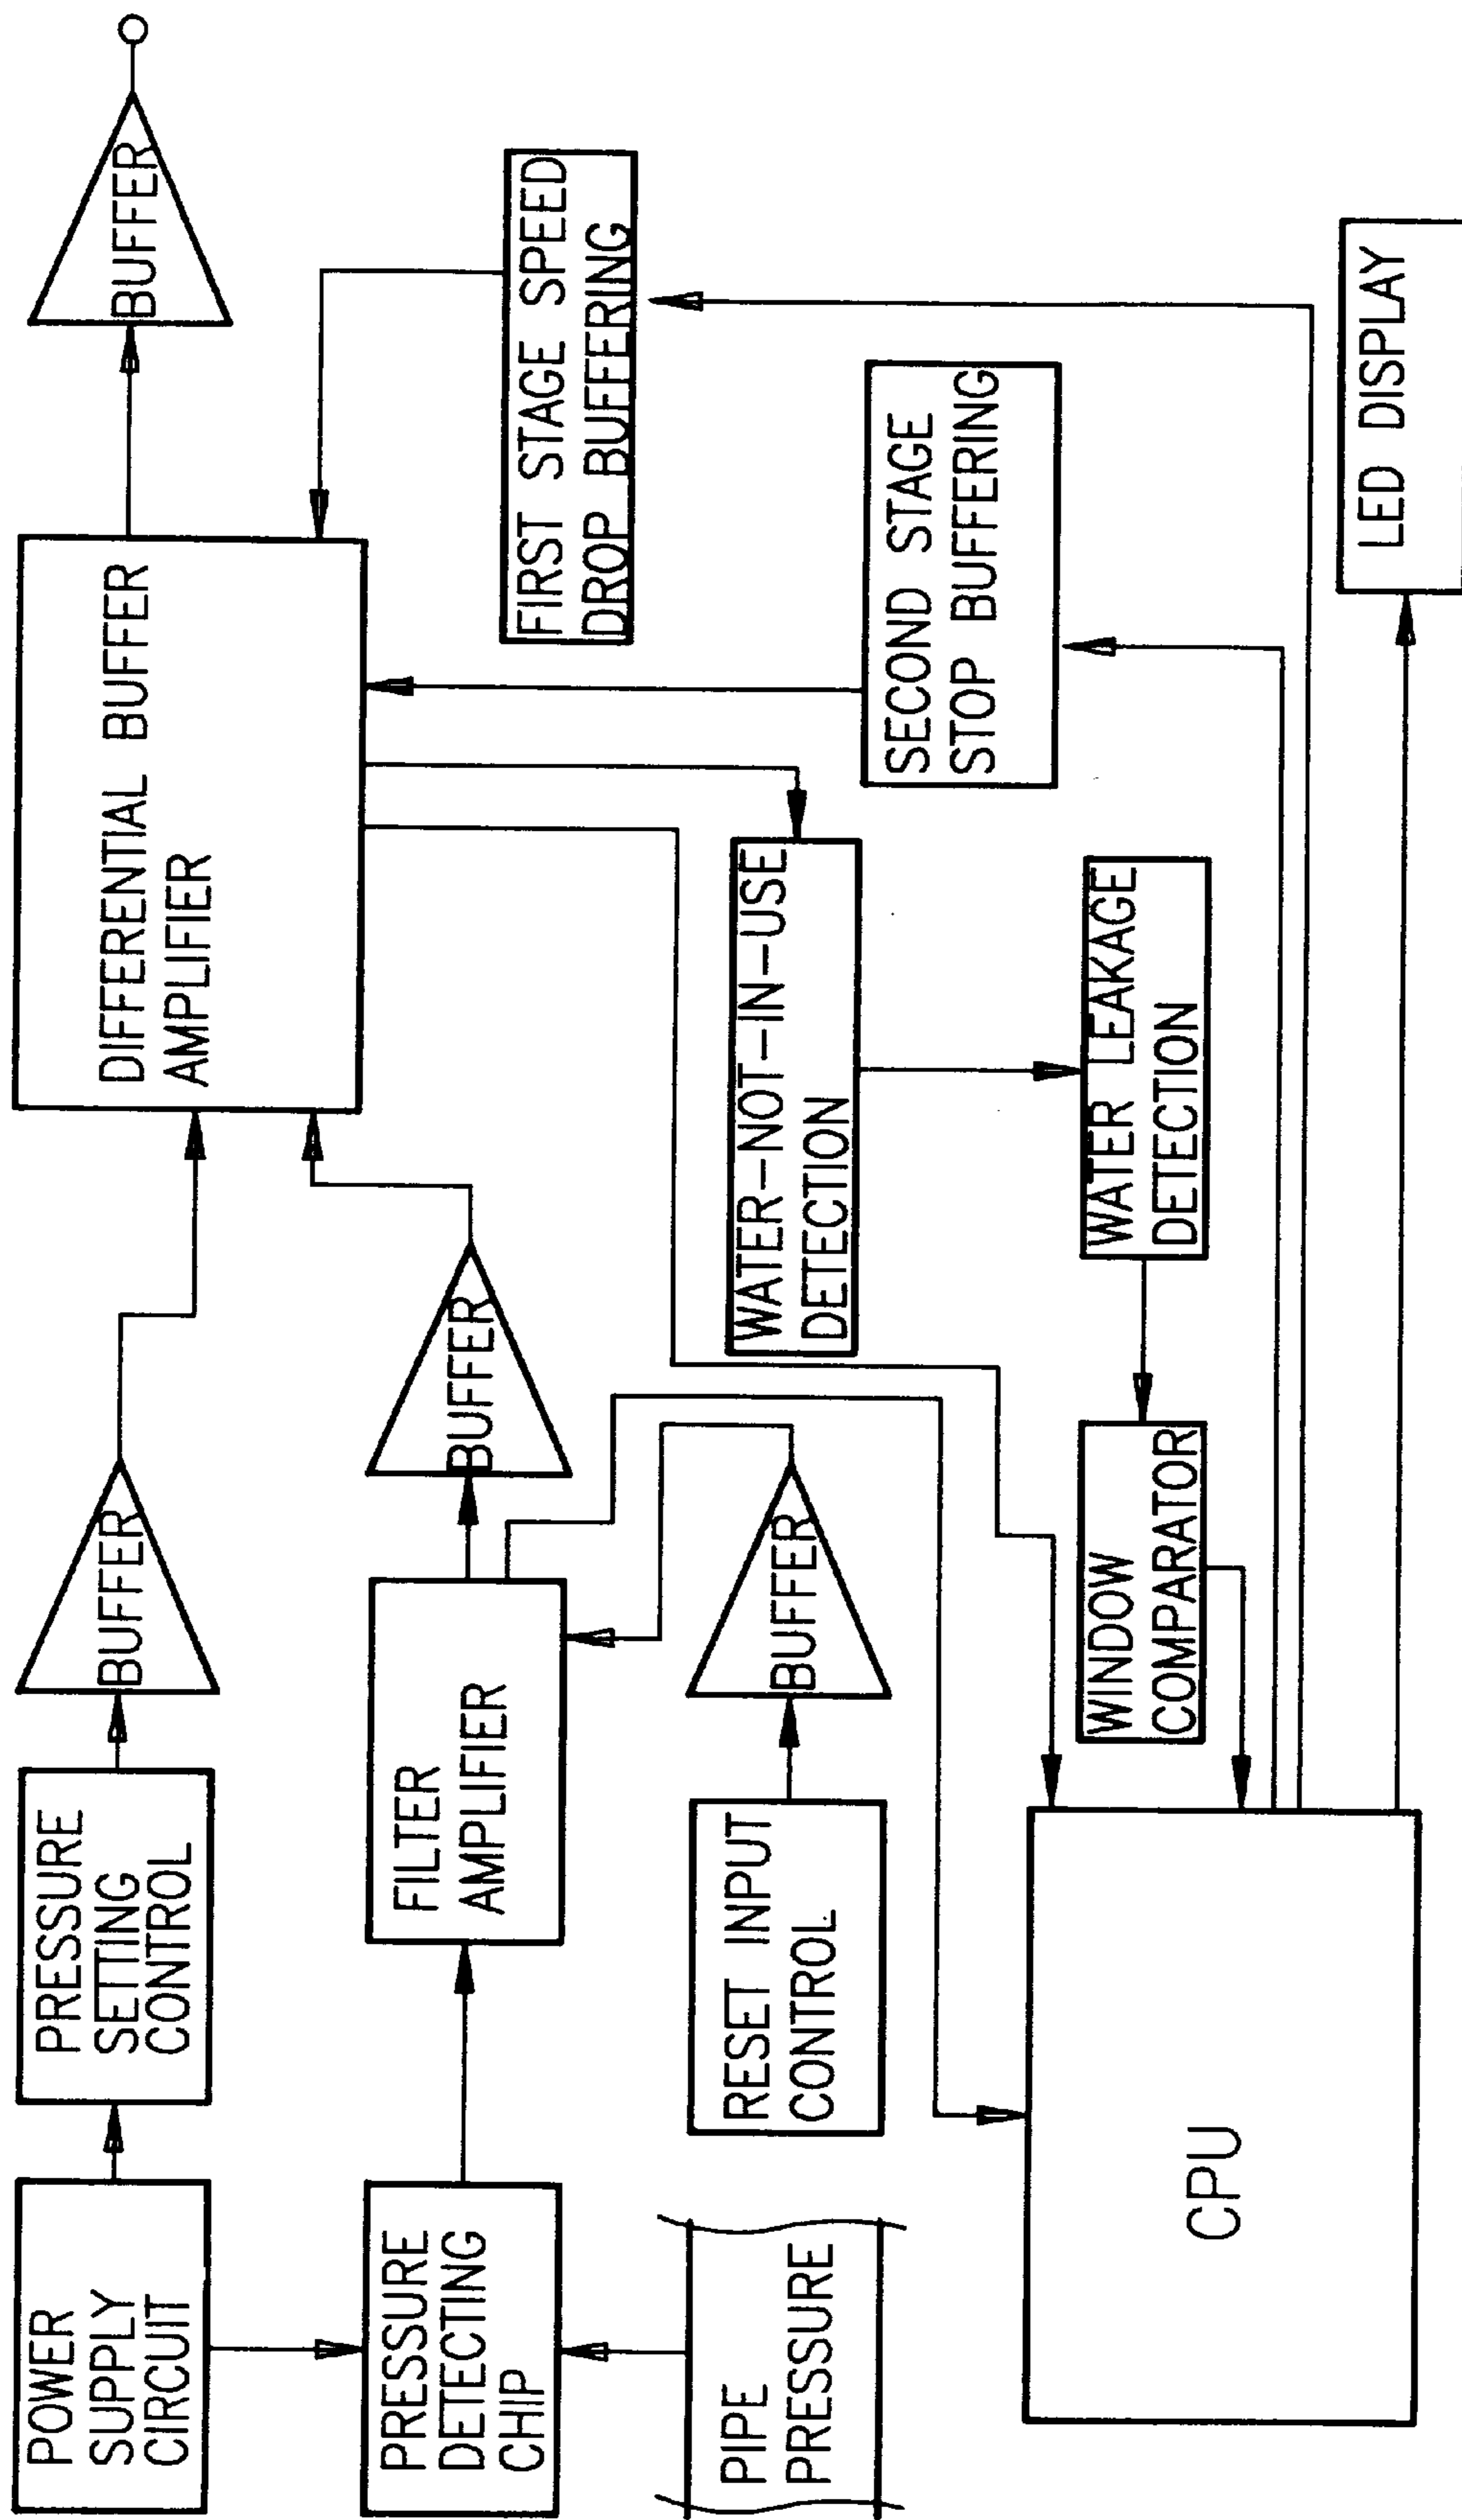 POWER
SUPPLY
CIRCUIT
PRESSURE
SETTING
CONTROL
BUFFER
DIFFERENTIAL BUFFER
AMPLIFIER
BUFFER
PRESSURE
DETECTING
CHIP
FILTER
AMPLIFIER
BUFFER
FIRST STAGE SPEED
DROP BUFFERING
PIPE
PRESSURE
RESET INPUT
CONTROL
BUFFER
WATER-NOT-IN-USE
DETECTION
SECOND STAGE
STOP BUFFERING
CPU
WINDOW
COMPARATOR
WATER LEAKAGE
DETECTION
LED DISPLAY